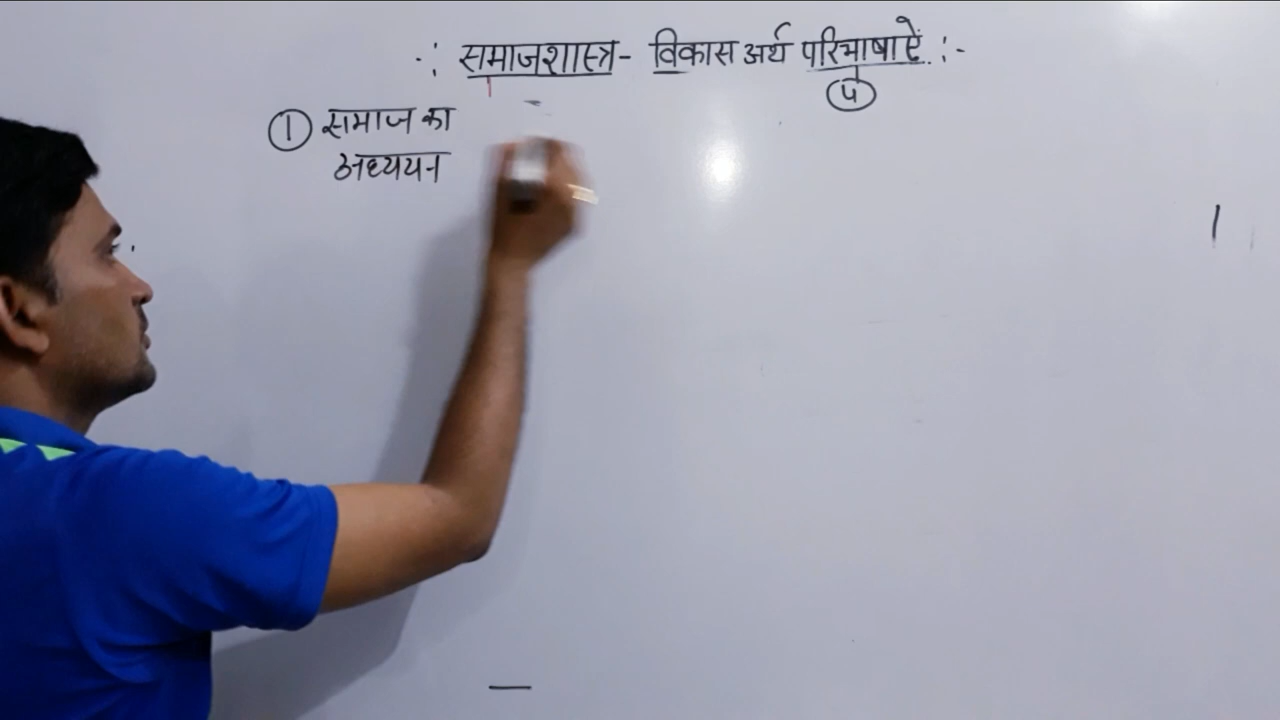 -: समाजशास्त्र- विकास अर्थ परिभाषाऐं :-
५
① समाज का
अध्ययन